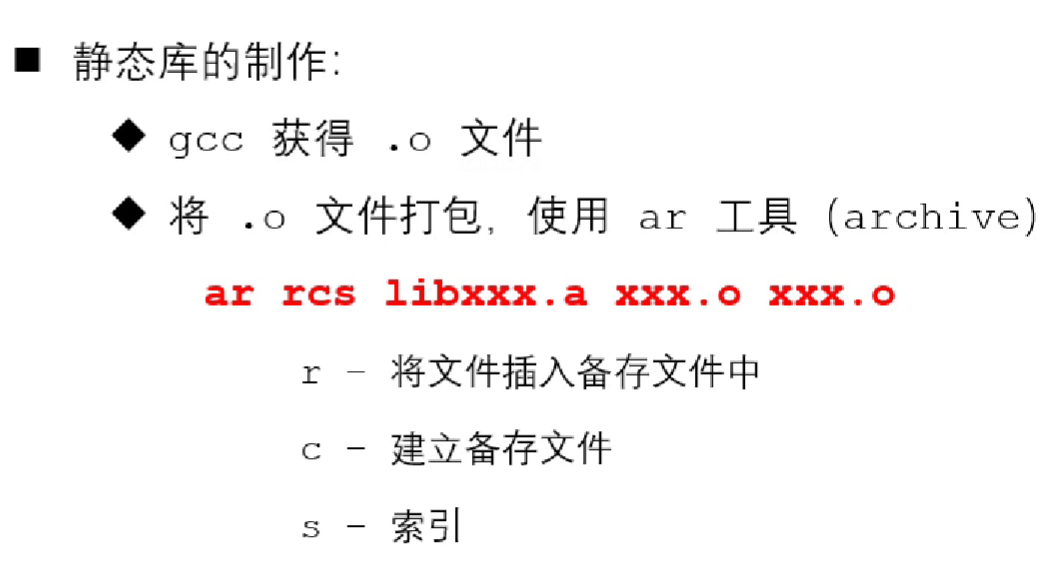 ■ 静态库的制作:
◆ gcc 获得 .o 文件
◆ 将 .o 文件打包, 使用 ar 工具 (archive)
ar rcs libxxx.a xxx.o xxx.o
r – 将文件插入备存文件中
c – 建立备存文件
s – 索引